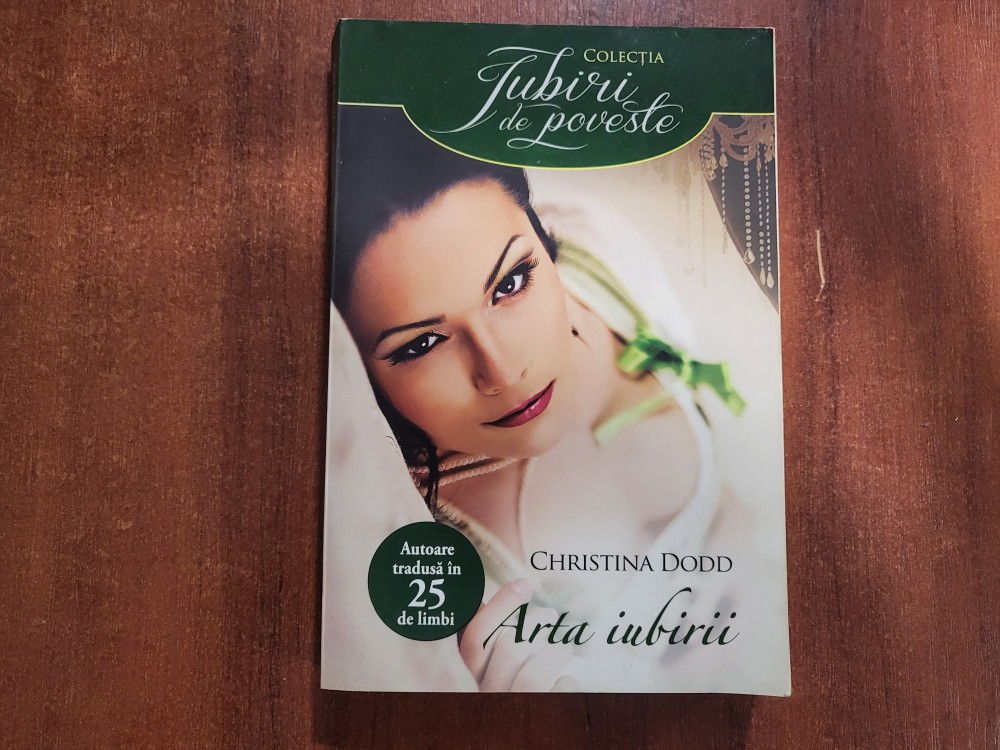 COLECȚIA
Iubiri
de poveste
Autoare
tradusă în
25
de limbi
CHRISTINA DODD
Arta iubirii